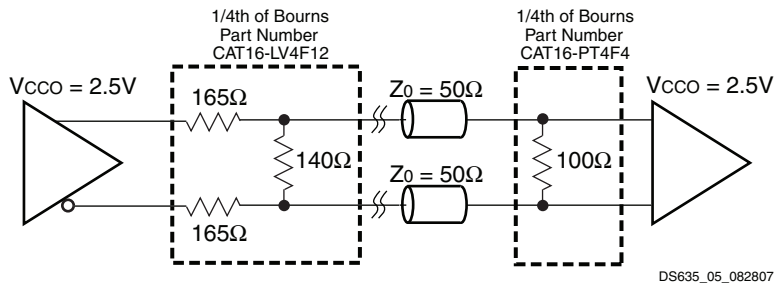 1/4th of Bourns
Part Number
CAT16-LV4F12
1/4th of Bourns
Part Number
CAT16-PT4F4
VCCO = 2.5V
165Ω
Z0 = 50Ω
VCCO = 2.5V
140Ω
100Ω
Z0 = 50Ω
165Ω
DS635_05_082807